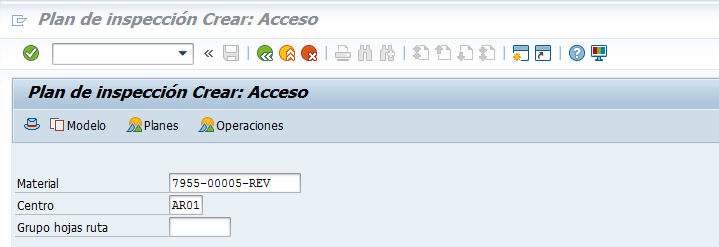 Plan de inspección Crear: Acceso
Plan de inspección Crear: Acceso
Modelo Planes Operaciones
Material 7955-00005-REV
Centro AR01
Grupo hojas ruta